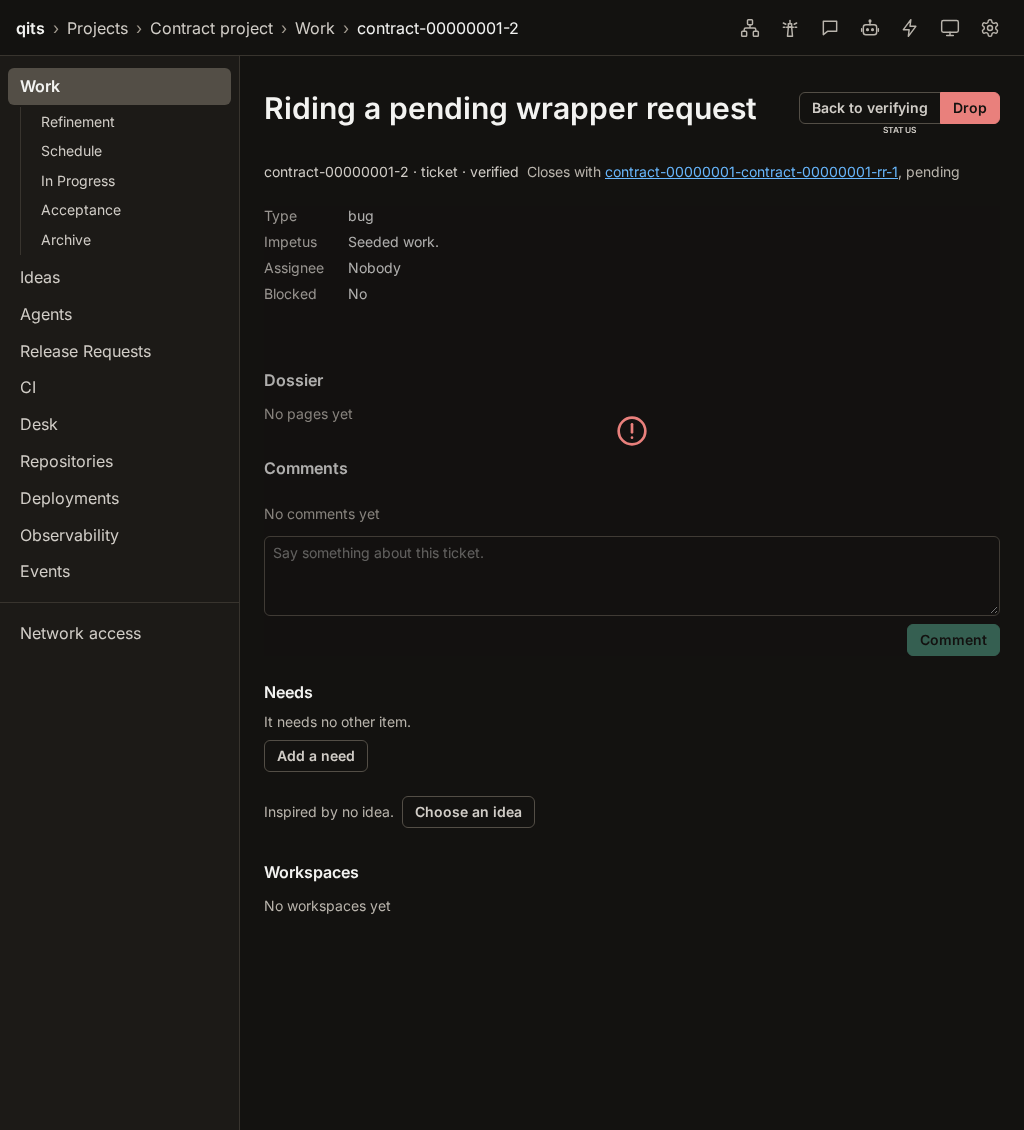 qits › Projects › Contract project › Work › contract-00000001-2
Work
Refinement
Schedule
In Progress
Acceptance
Archive
Ideas
Agents
Release Requests
CI
Desk
Repositories
Deployments
Observability
Events
Network access
Riding a pending wrapper request
Back to verifying Drop
STATUS
contract-00000001-2 · ticket · verified Closes with contract-00000001-contract-00000001-rr-1, pending
Type bug
Impetus Seeded work.
Assignee Nobody
Blocked No
Dossier
No pages yet
Comments
No comments yet
Say something about this ticket.
Comment
Needs
It needs no other item.
Add a need
Inspired by no idea. Choose an idea
Workspaces
No workspaces yet